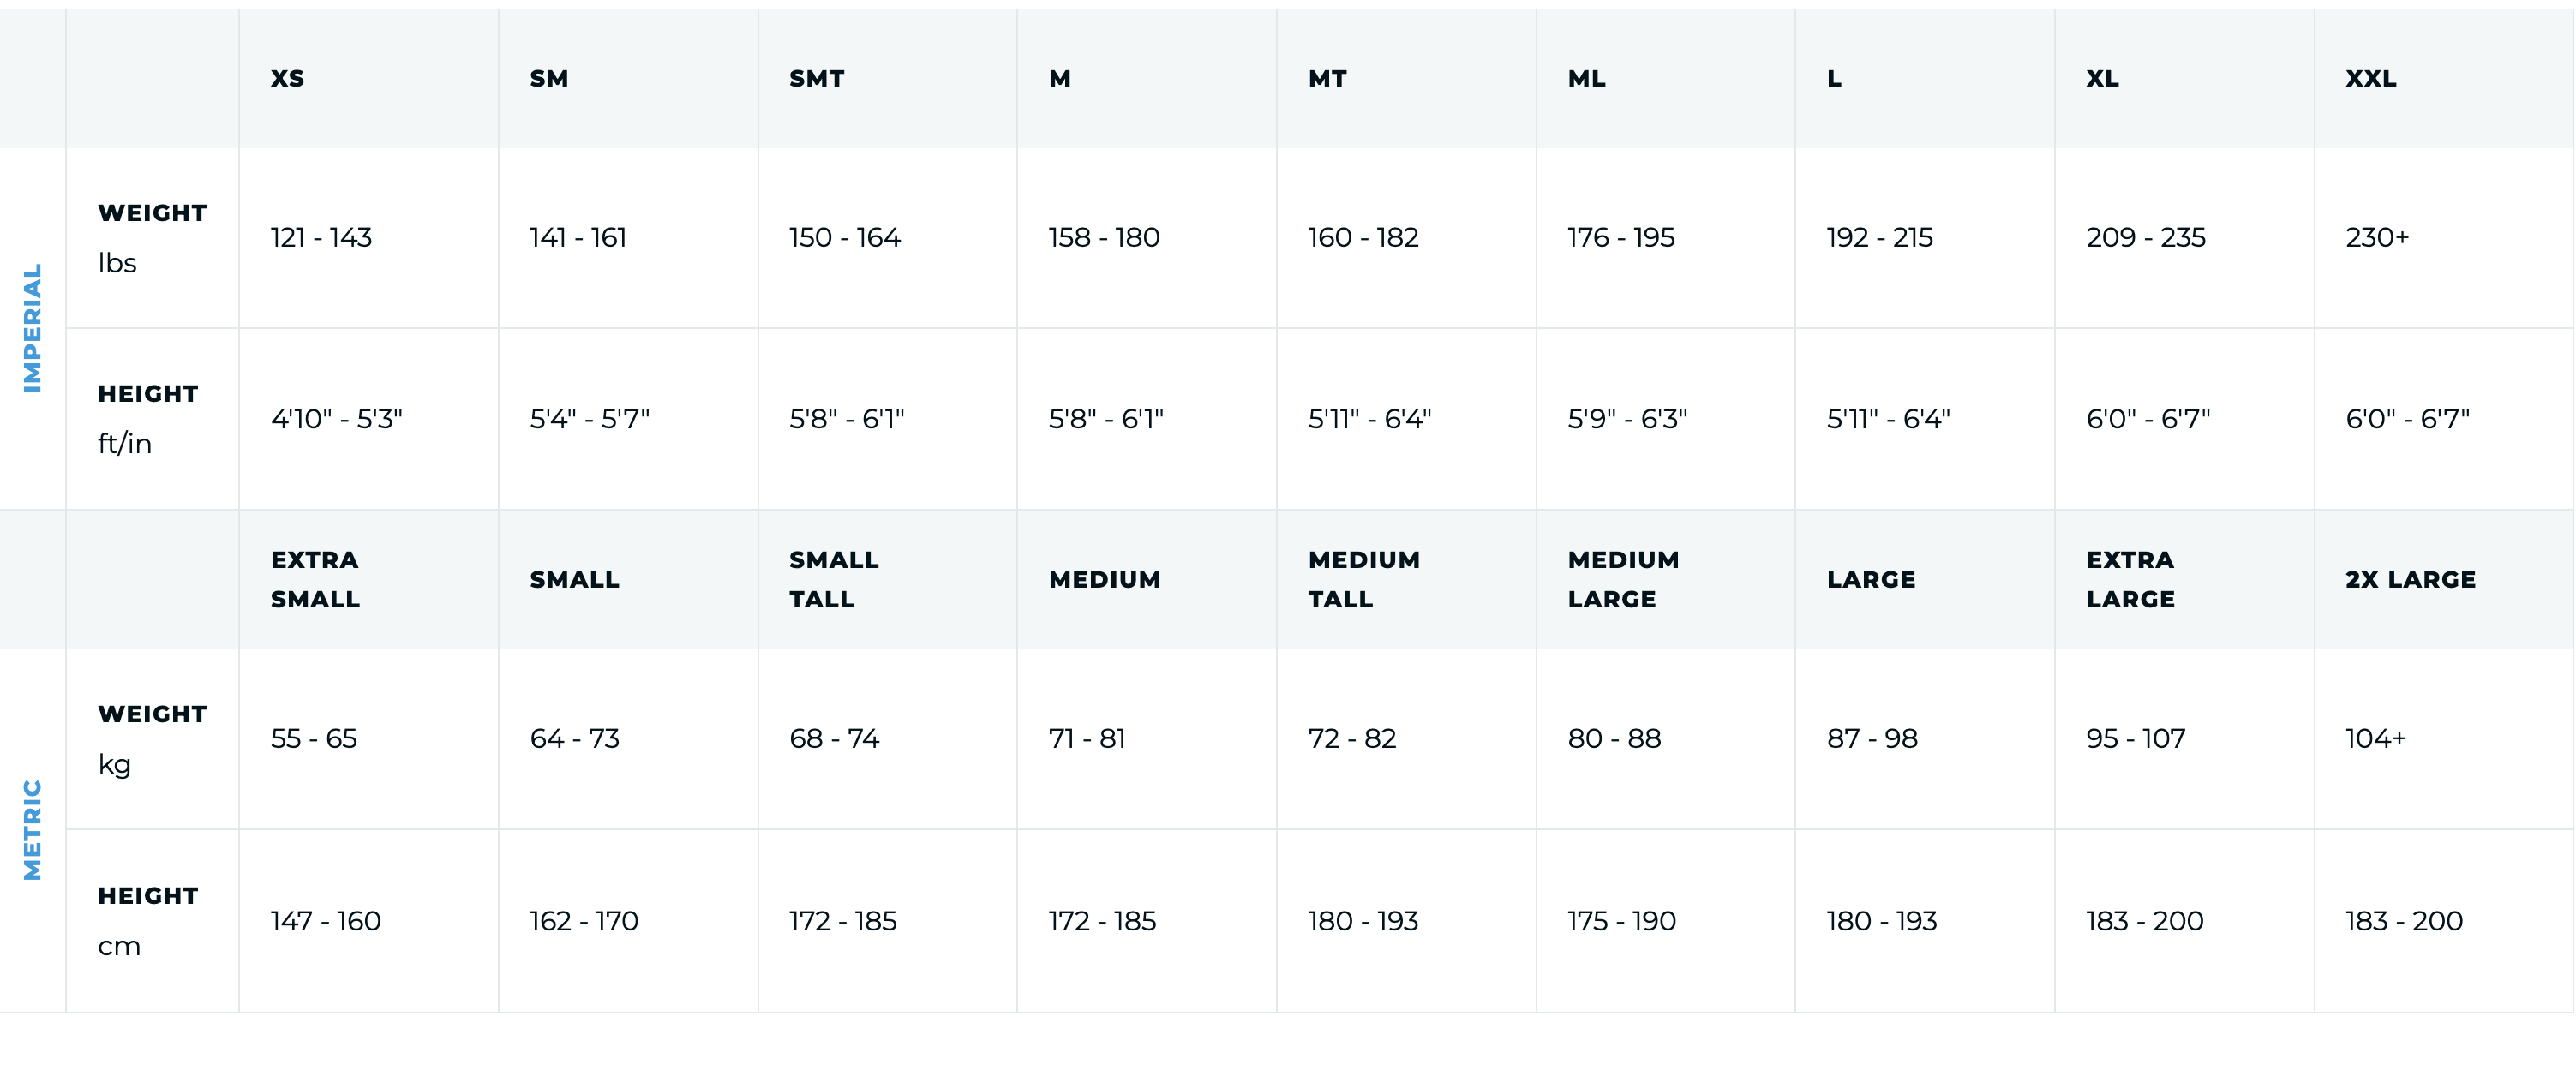 XS SM SMT M MT ML L XL XXL
IMPERIAL
WEIGHT
lbs
121 - 143 141 - 161 150 - 164 158 - 180 160 - 182 176 - 195 192 - 215 209 - 235 230+
HEIGHT
ft/in
4'10" - 5'3" 5'4" - 5'7" 5'8" - 6'1" 5'8" - 6'1" 5'11" - 6'4" 5'9" - 6'3" 5'11" - 6'4" 6'0" - 6'7" 6'0" - 6'7"
EXTRA
SMALL
SMALL
SMALL
TALL
MEDIUM
MEDIUM
TALL
MEDIUM
LARGE
LARGE
EXTRA
LARGE
2X LARGE
METRIC
WEIGHT
kg
55 - 65 64 - 73 68 - 74 71 - 81 72 - 82 80 - 88 87 - 98 95 - 107 104+
HEIGHT
cm
147 - 160 162 - 170 172 - 185 172 - 185 180 - 193 175 - 190 180 - 193 183 - 200 183 - 200